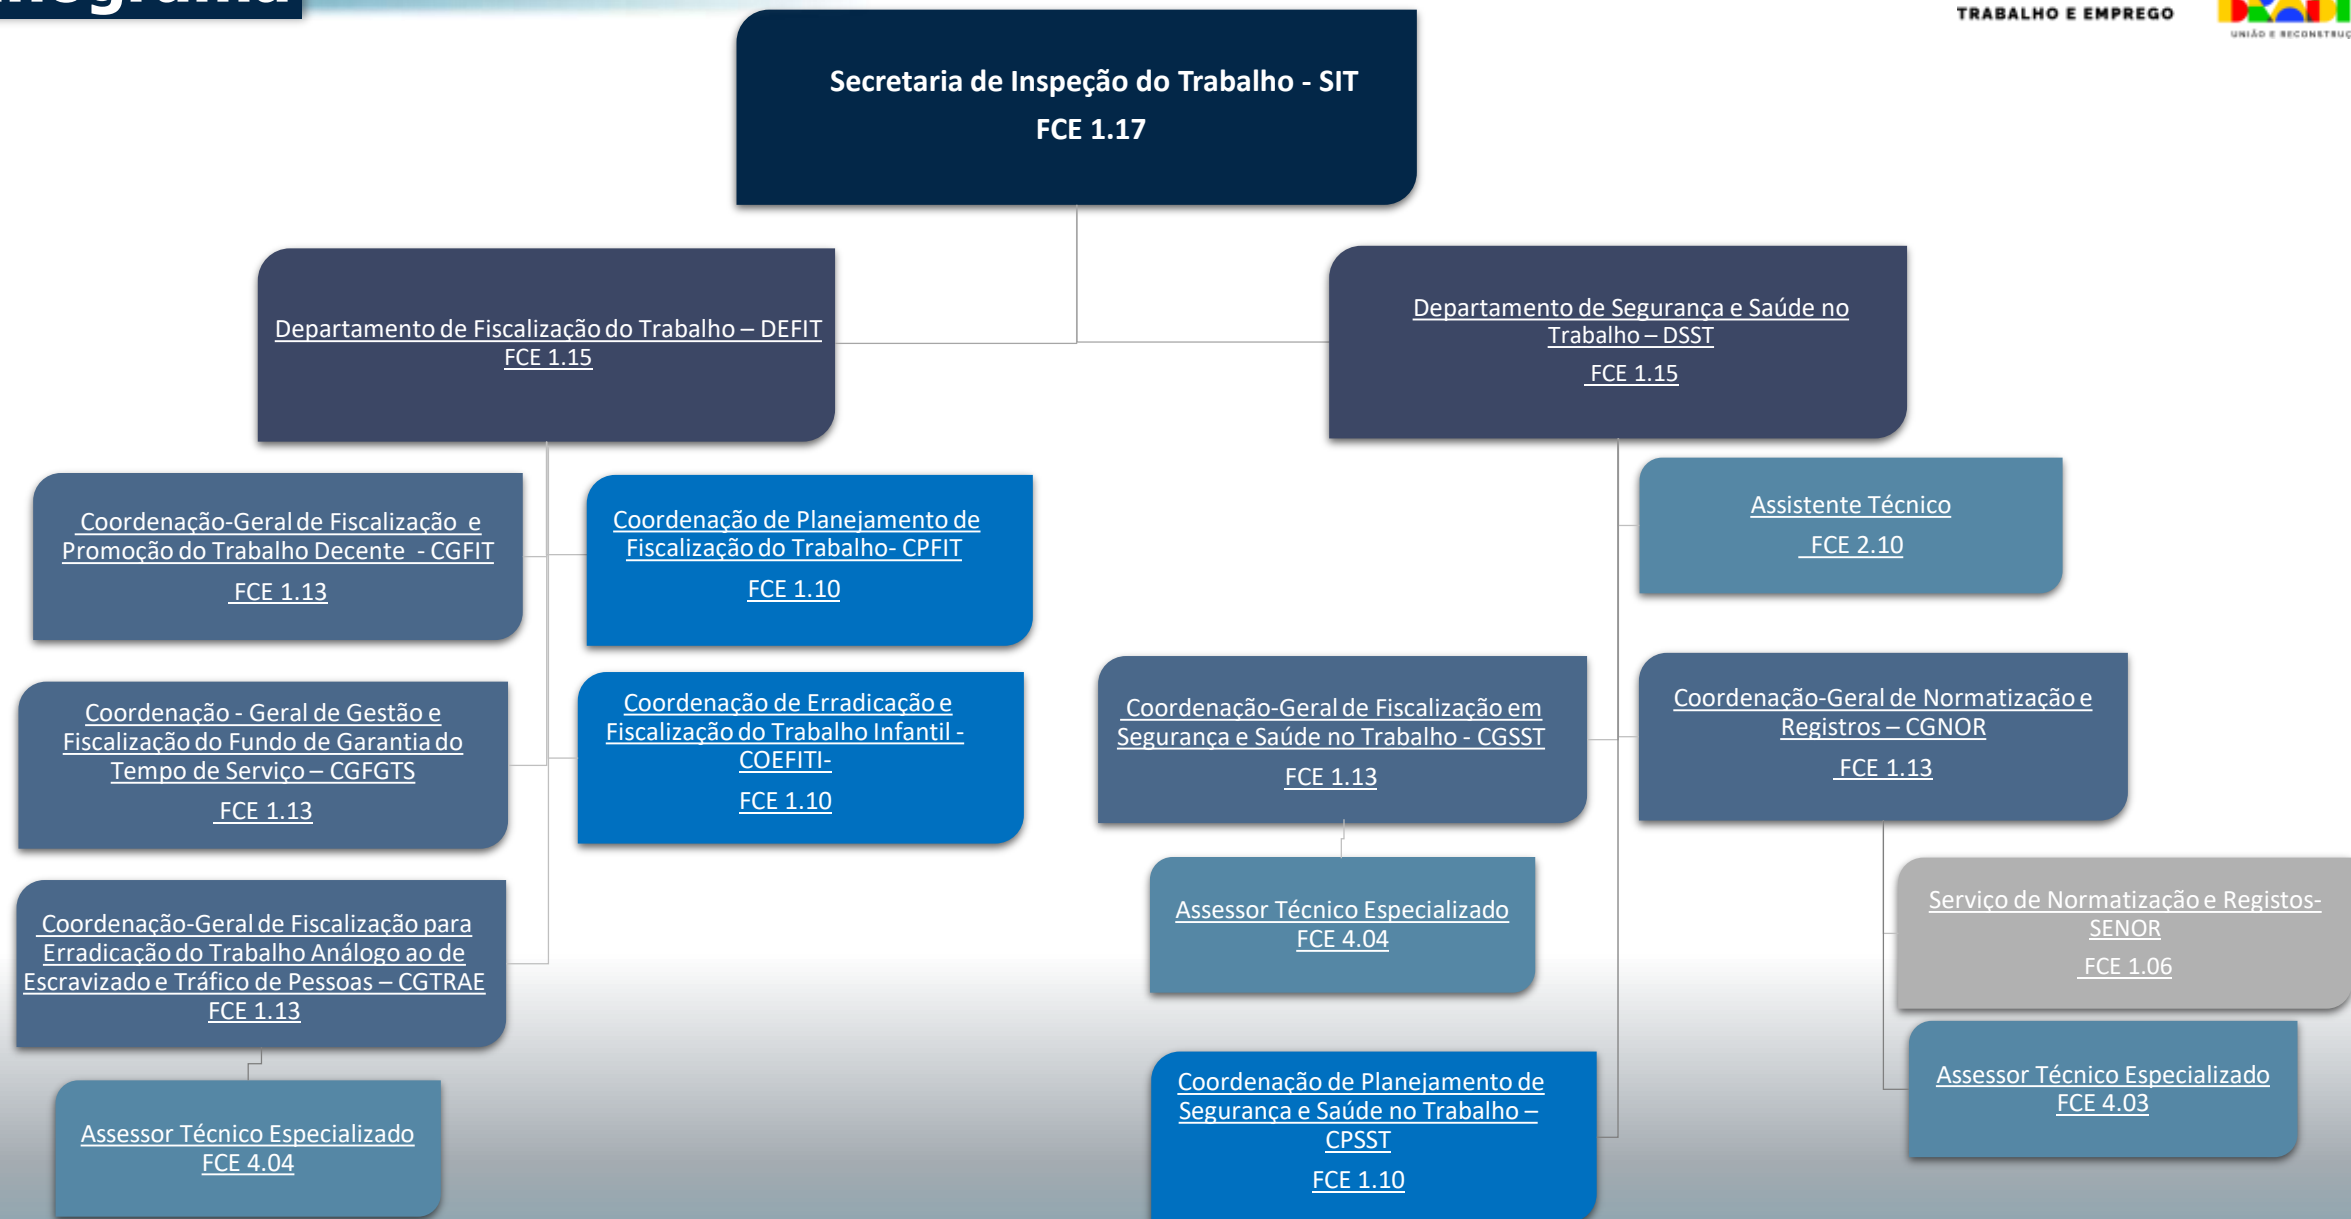 TRABALHO E EMPREGO
Secretaria de Inspeção do Trabalho - SIT
FCE 1.17
Departamento de Fiscalização do Trabalho – DEFIT
FCE 1.15
Departamento de Segurança e Saúde no
Trabalho – DSST
FCE 1.15
Coordenação-Geral de Fiscalização e
Promoção do Trabalho Decente - CGFIT
FCE 1.13
Coordenação de Planejamento de
Fiscalização do Trabalho- CPFIT
FCE 1.10
Assistente Técnico
FCE 2.10
Coordenação - Geral de Gestão e
Fiscalização do Fundo de Garantia do
Tempo de Serviço – CGFGTS
FCE 1.13
Coordenação de Erradicação e
Fiscalização do Trabalho Infantil -
COEFITI-
FCE 1.10
Coordenação-Geral de Fiscalização em
Segurança e Saúde no Trabalho - CGSST
FCE 1.13
Coordenação-Geral de Normatização e
Registros – CGNOR
FCE 1.13
Coordenação-Geral de Fiscalização para
Erradicação do Trabalho Análogo ao de
Escravizado e Tráfico de Pessoas – CGTRAE
FCE 1.13
Assessor Técnico Especializado
FCE 4.04
Serviço de Normatização e Registos-
SENOR
FCE 1.06
Assessor Técnico Especializado
FCE 4.04
Coordenação de Planejamento de
Segurança e Saúde no Trabalho –
CPSST
FCE 1.10
Assessor Técnico Especializado
FCE 4.03